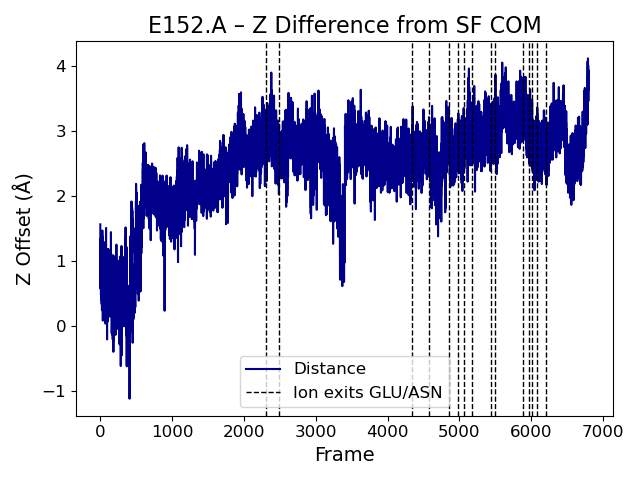 E152.A – Z Difference from SF COM
Z Offset (Å)
4
3
2
1
0
−1
Distance
Ion exits GLU/ASN
0 1000 2000 3000 4000 5000 6000 7000
Frame